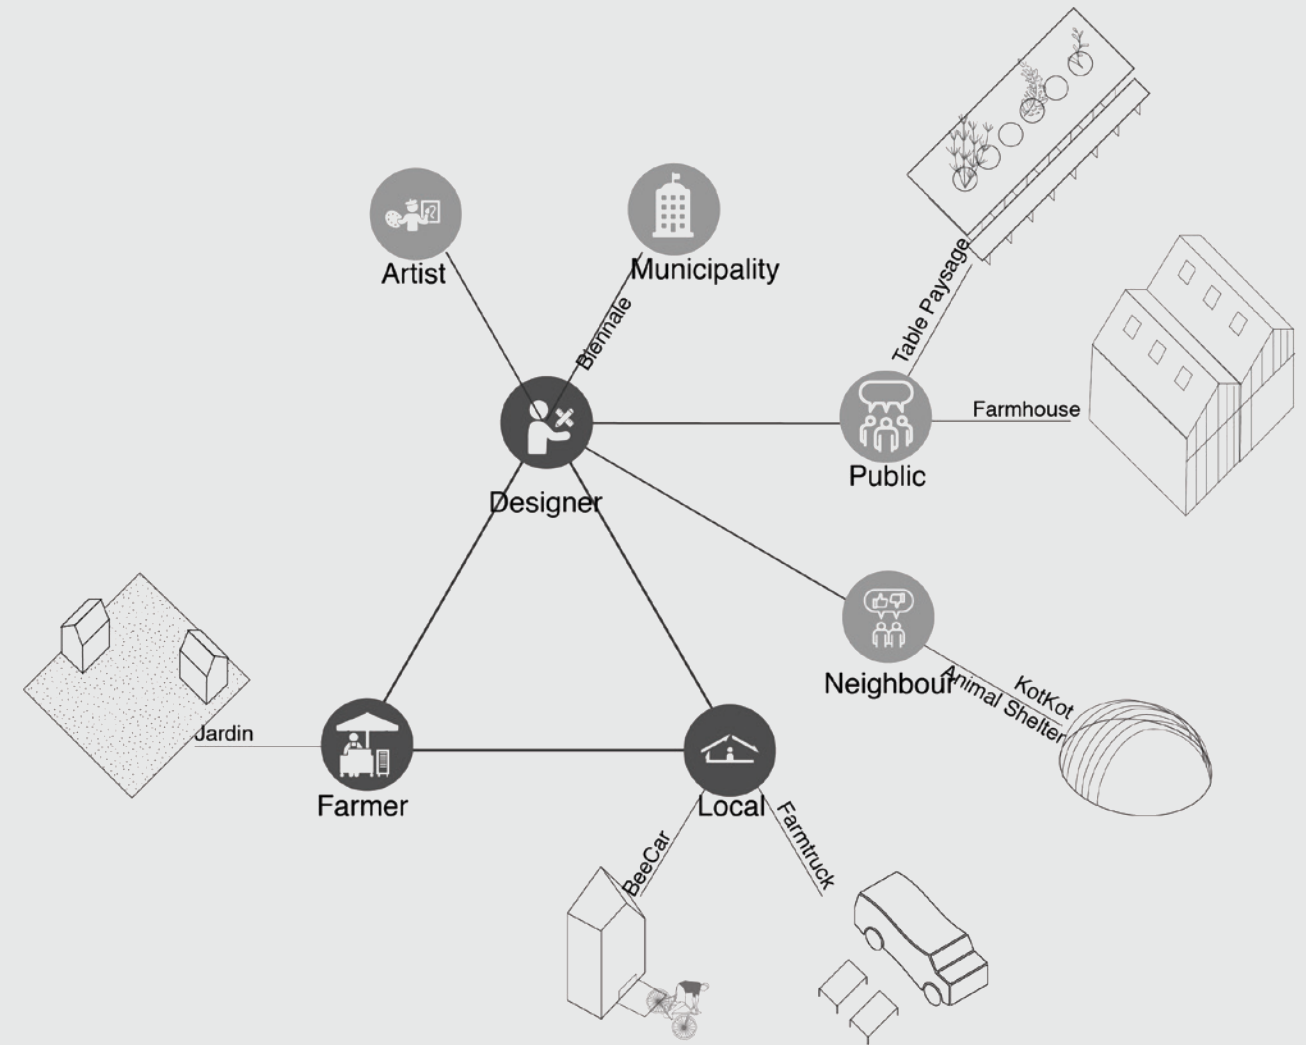 Artist
Municipality
Biennale
Table Paysage
Farmhouse
Public
Designer
Neighbour
KotKot
Animal Shelter
Jardin
Farmer
Local
BeeCar
Farmtruck